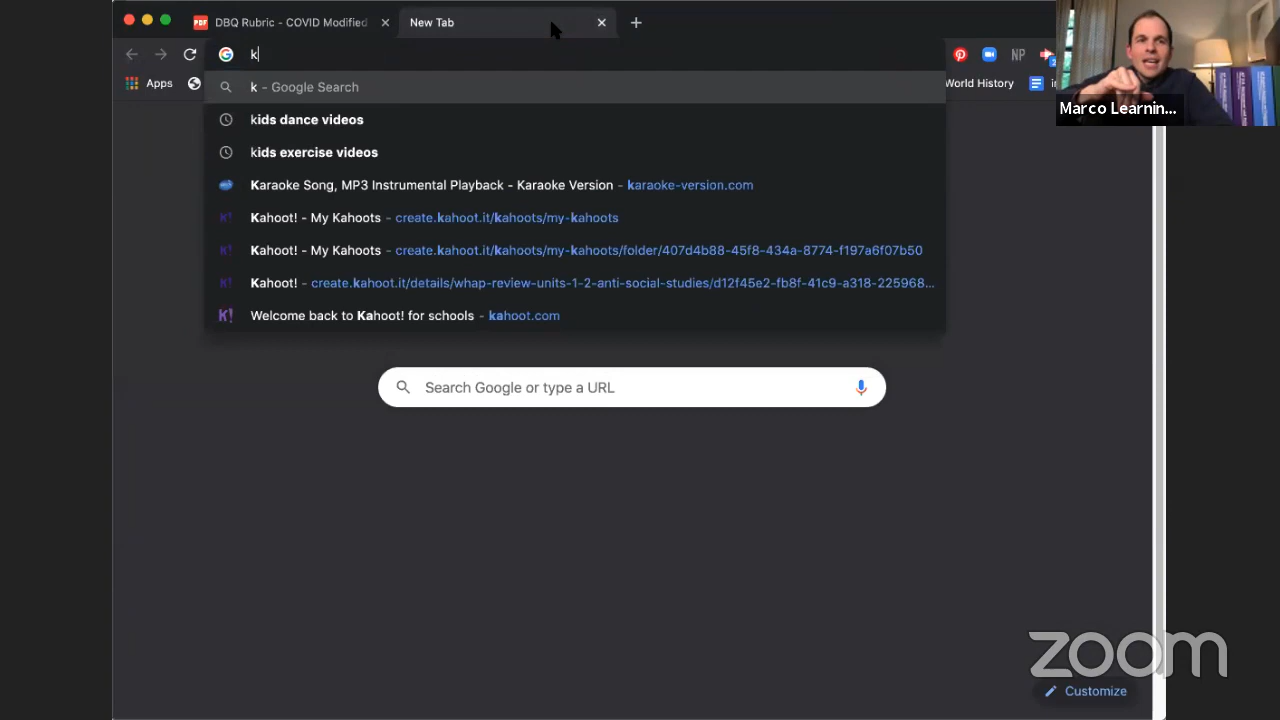 DBQ Rubric - COVID Modified
New Tab
k
NP
Apps
World History
k - Google Search
kids dance videos
kids exercise videos
Karaoke Song, MP3 Instrumental Playback - Karaoke Version - karaoke-version.com
Kahoot! - My Kahoots - create.kahoot.it/kahoots/my-kahoots
Kahoot! - My Kahoots - create.kahoot.it/kahoots/my-kahoots/folder/407d4b88-45f8-434a-8774-f197a6f07b50
Kahoot! - create.kahoot.it/details/whap-review-units-1-2-anti-social-studies/d12f45e2-fb8f-41c9-a318-225968...
K! Welcome back to Kahoot! for schools - kahoot.com
Search Google or type a URL
Marco Learnin...
zoom
Customize